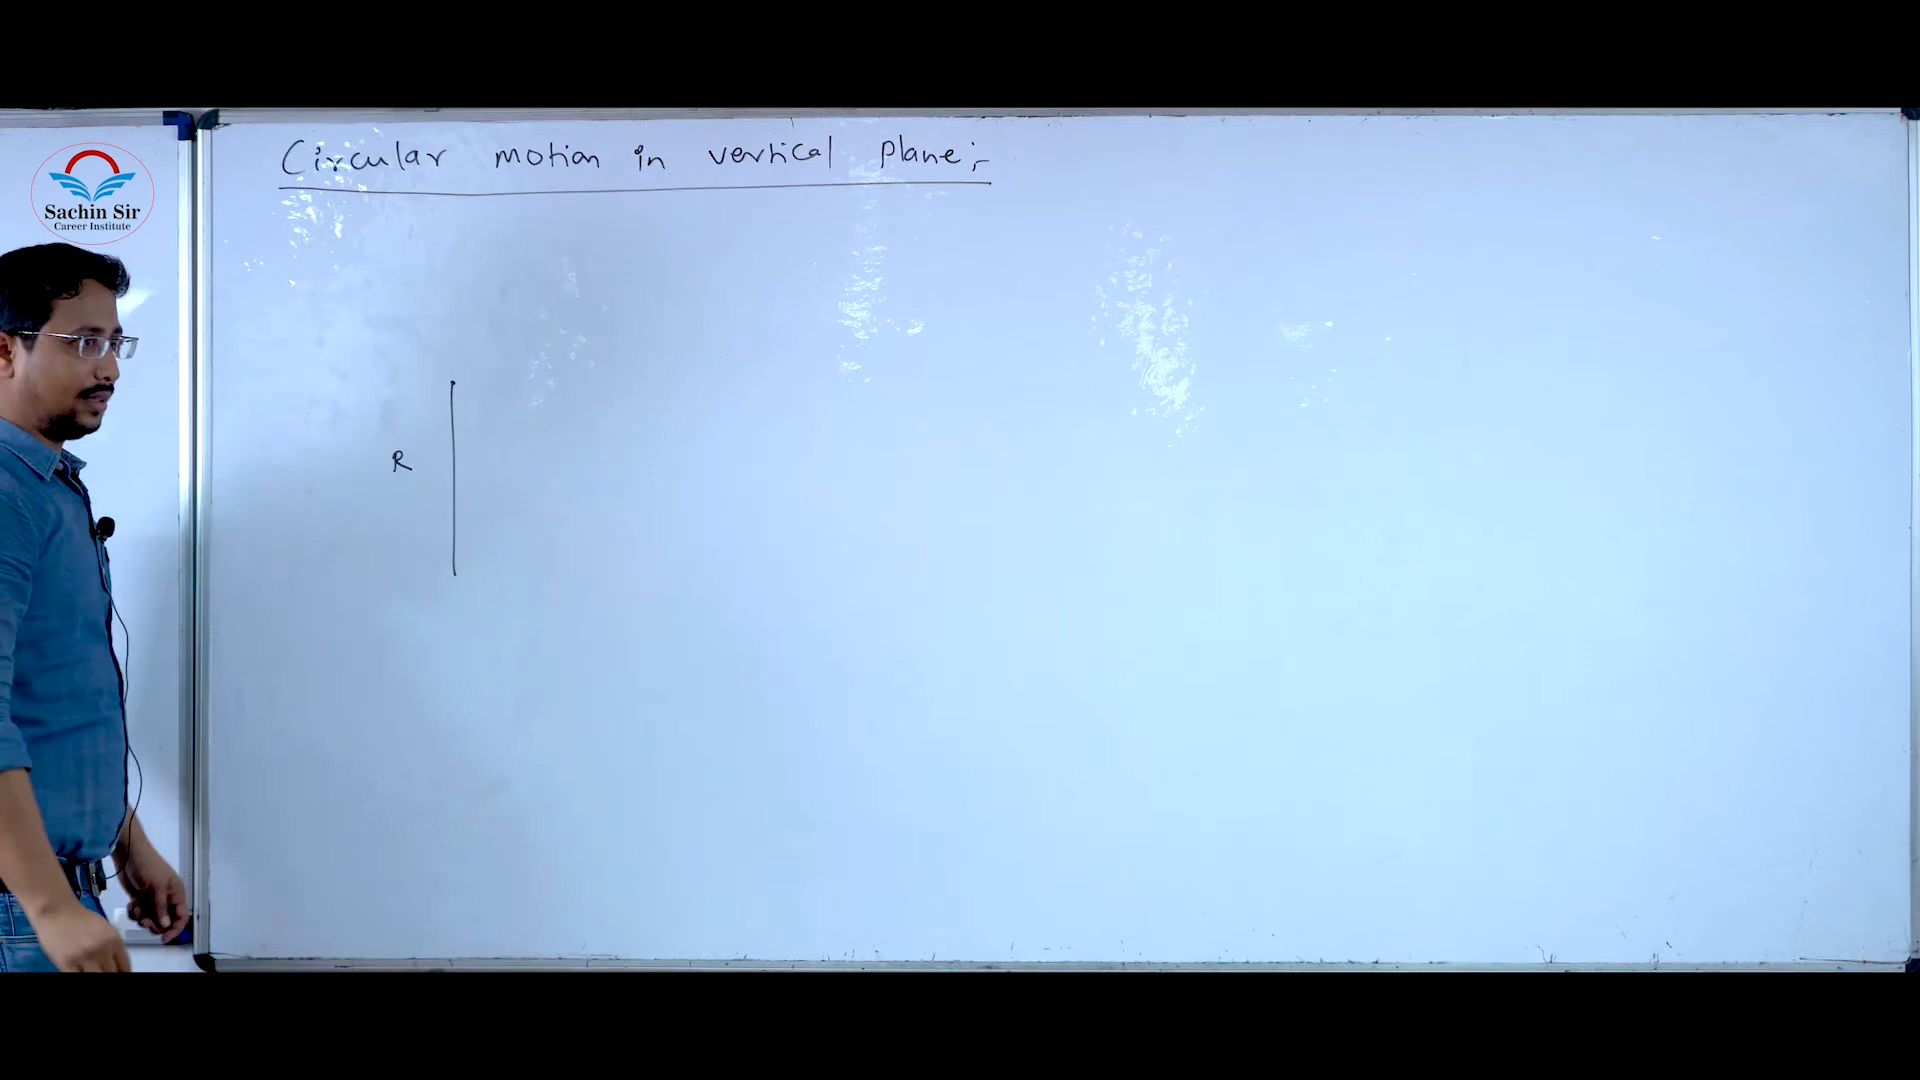 Sachin Sir
Career Institute
Circular motion in vertical plane:-
R